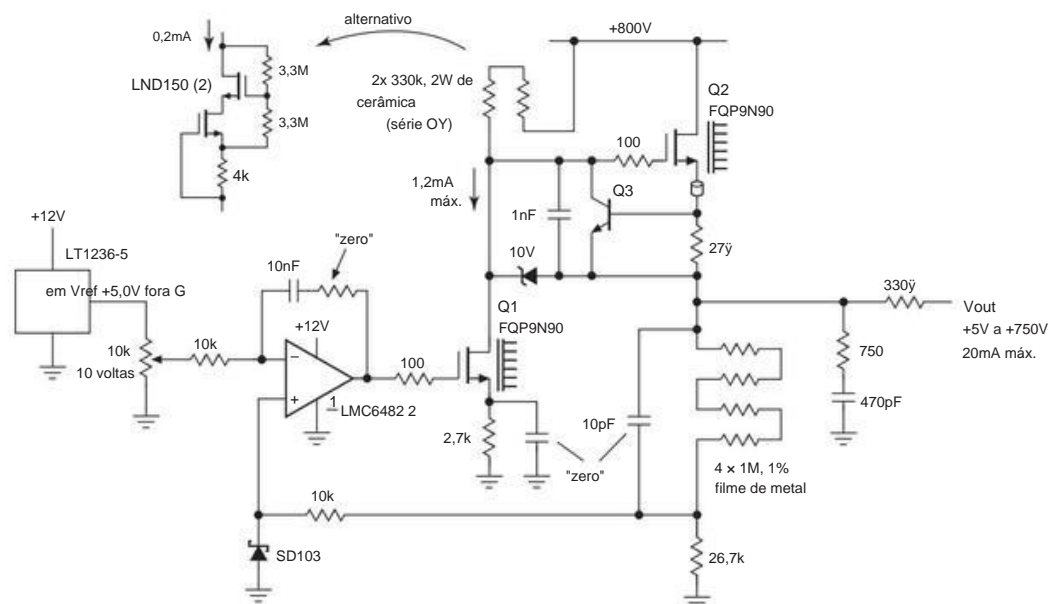 alternativo
+800V
0,2mA
3,3M
LND150 (2)
3,3M
4k
2x 330k, 2W de
cerâmica
(série OY)
Q2
FQP9N90
100
1,2mA
máx.
Q3
1nF
27ÿ
10V
+12V
LT1236-5
em Vref +5,0V fora G
10k
10 voltas
10k
10nF
"zero"
+12V
−
+
1
LMC6482 2
100
Q1
FQP9N90
2,7k
"zero"
10pF
330ÿ
Vout
+5V a +750V
20mA máx.
750
470pF
4 × 1M, 1%
filme de metal
10k
SD103
26,7k